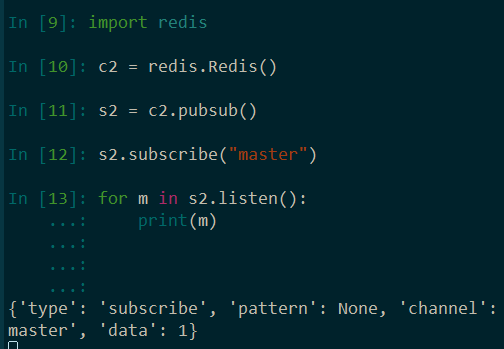 In [9]: import redis
In [10]: c2 = redis.Redis()
In [11]: s2 = c2.pubsub()
In [12]: s2.subscribe("master")
In [13]: for m in s2.listen():
    ...:     print(m)
    ...:
    ...:
    ...:
{'type': 'subscribe', 'pattern': None, 'channel':
master', 'data': 1}